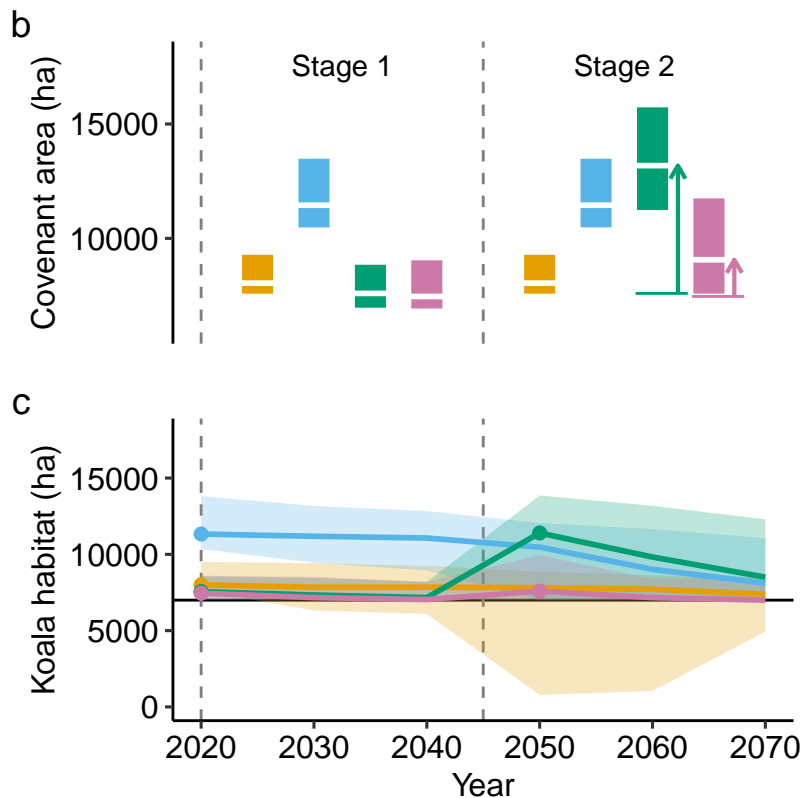 b
Stage 1
Stage 2
Covenant area (ha)
15000
10000
c
Koala habitat (ha)
15000
10000
5000
0
2020
2030
2040
2050
2060
2070
Year